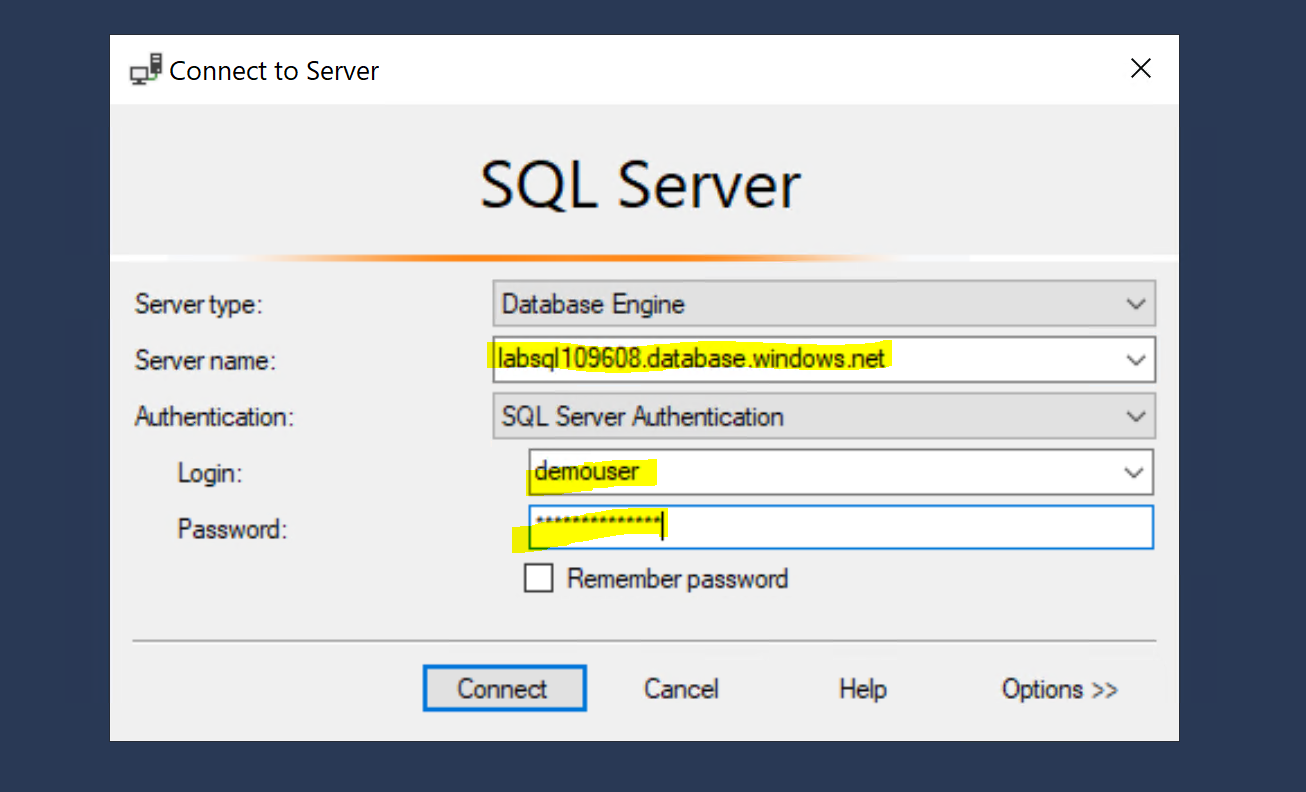 Connect to Server
SQL Server
Server type: Database Engine
Server name: labsql109608.database.windows.net
Authentication: SQL Server Authentication
Login: demouser
Password: **************
Remember password
Connect Cancel Help Options >>